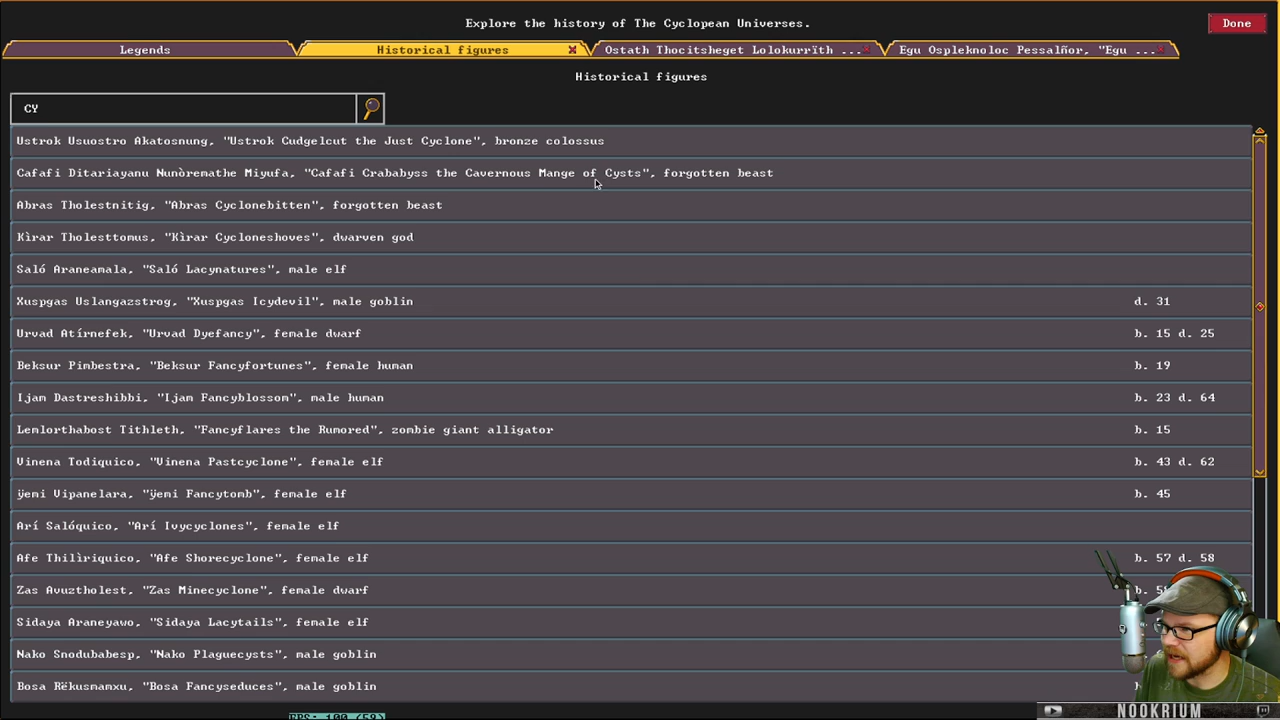 Explore the history of The Cyclopean Universes.
Done
Legends
Historical figures
Ostath Thocitsheget Lolokurrïth ...
Egu Ospleknoloc Pessalñor, "Egu ...
Historical figures
CY
Ustrok Usuostro Akatosnung, "Ustrok Cudgelcut the Just Cyclone", bronze colossus
Cafafi Ditariayanu Nunòremathe Miyufa, "Cafafi Crababyss the Cavernous Mange of Cysts", forgotten beast
Abras Tholestnitig, "Abras Cyclonebitten", forgotten beast
Kìrar Tholesttomus, "Kìrar Cycloneshoves", dwarven god
Saló Araneamala, "Saló Lacynatures", male elf
Xuspgas Uslangazstrog, "Xuspgas Icydevil", male goblin d. 31
Urvad Atírnefek, "Urvad Dyefancy", female dwarf b. 15 d. 25
Beksur Pimbestra, "Beksur Fancyfortunes", female human b. 19
Ijam Dastreshibbi, "Ijam Fancyblossom", male human b. 23 d. 64
Lemlorthabost Tithleth, "Fancyflares the Rumored", zombie giant alligator b. 15
Vinena Todiquico, "Vinena Pastcyclone", female elf b. 43 d. 62
ÿemi Vipanelara, "ÿemi Fancytomb", female elf b. 45
Arí Salóquico, "Arí Ivycyclones", female elf
Afe Thilìriquico, "Afe Shorecyclone", female elf b. 57 d. 58
Zas Avuztholest, "Zas Minecyclone", female dwarf b.
Sidaya Araneyawo, "Sidaya Lacytails", female elf
Nako Snodubabesp, "Nako Plaguecysts", male goblin
Bosa Rëkusmamxu, "Bosa Fancyseduces", male goblin
FPS: 100 (58)
NOOKRIUM